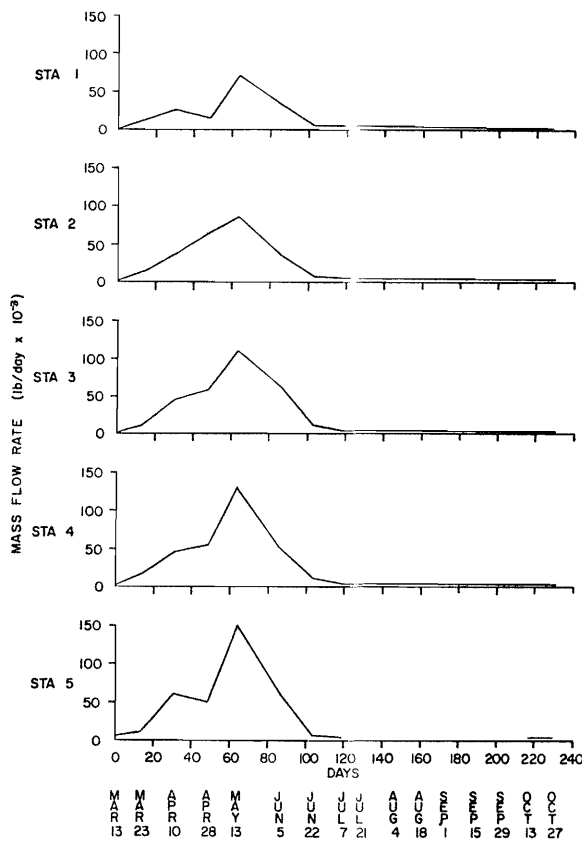 MASS FLOW RATE (lb/day x 10⁻³)
STA 1
150
100
50
0
STA 2
150
100
50
0
STA 3
150
100
50
0
STA 4
150
100
50
0
STA 5
150
100
50
0
0 20 40 60 80 100 120 140 160 180 200 220 240
DAYS
MAR 13
MAR 23
APR 10
APR 28
MAY 13
JUN 5
JUN 22
JUL 7
JUL 21
AUG 4
AUG 18
SEP 1
SEP 15
SEP 29
OCT 13
OCT 27